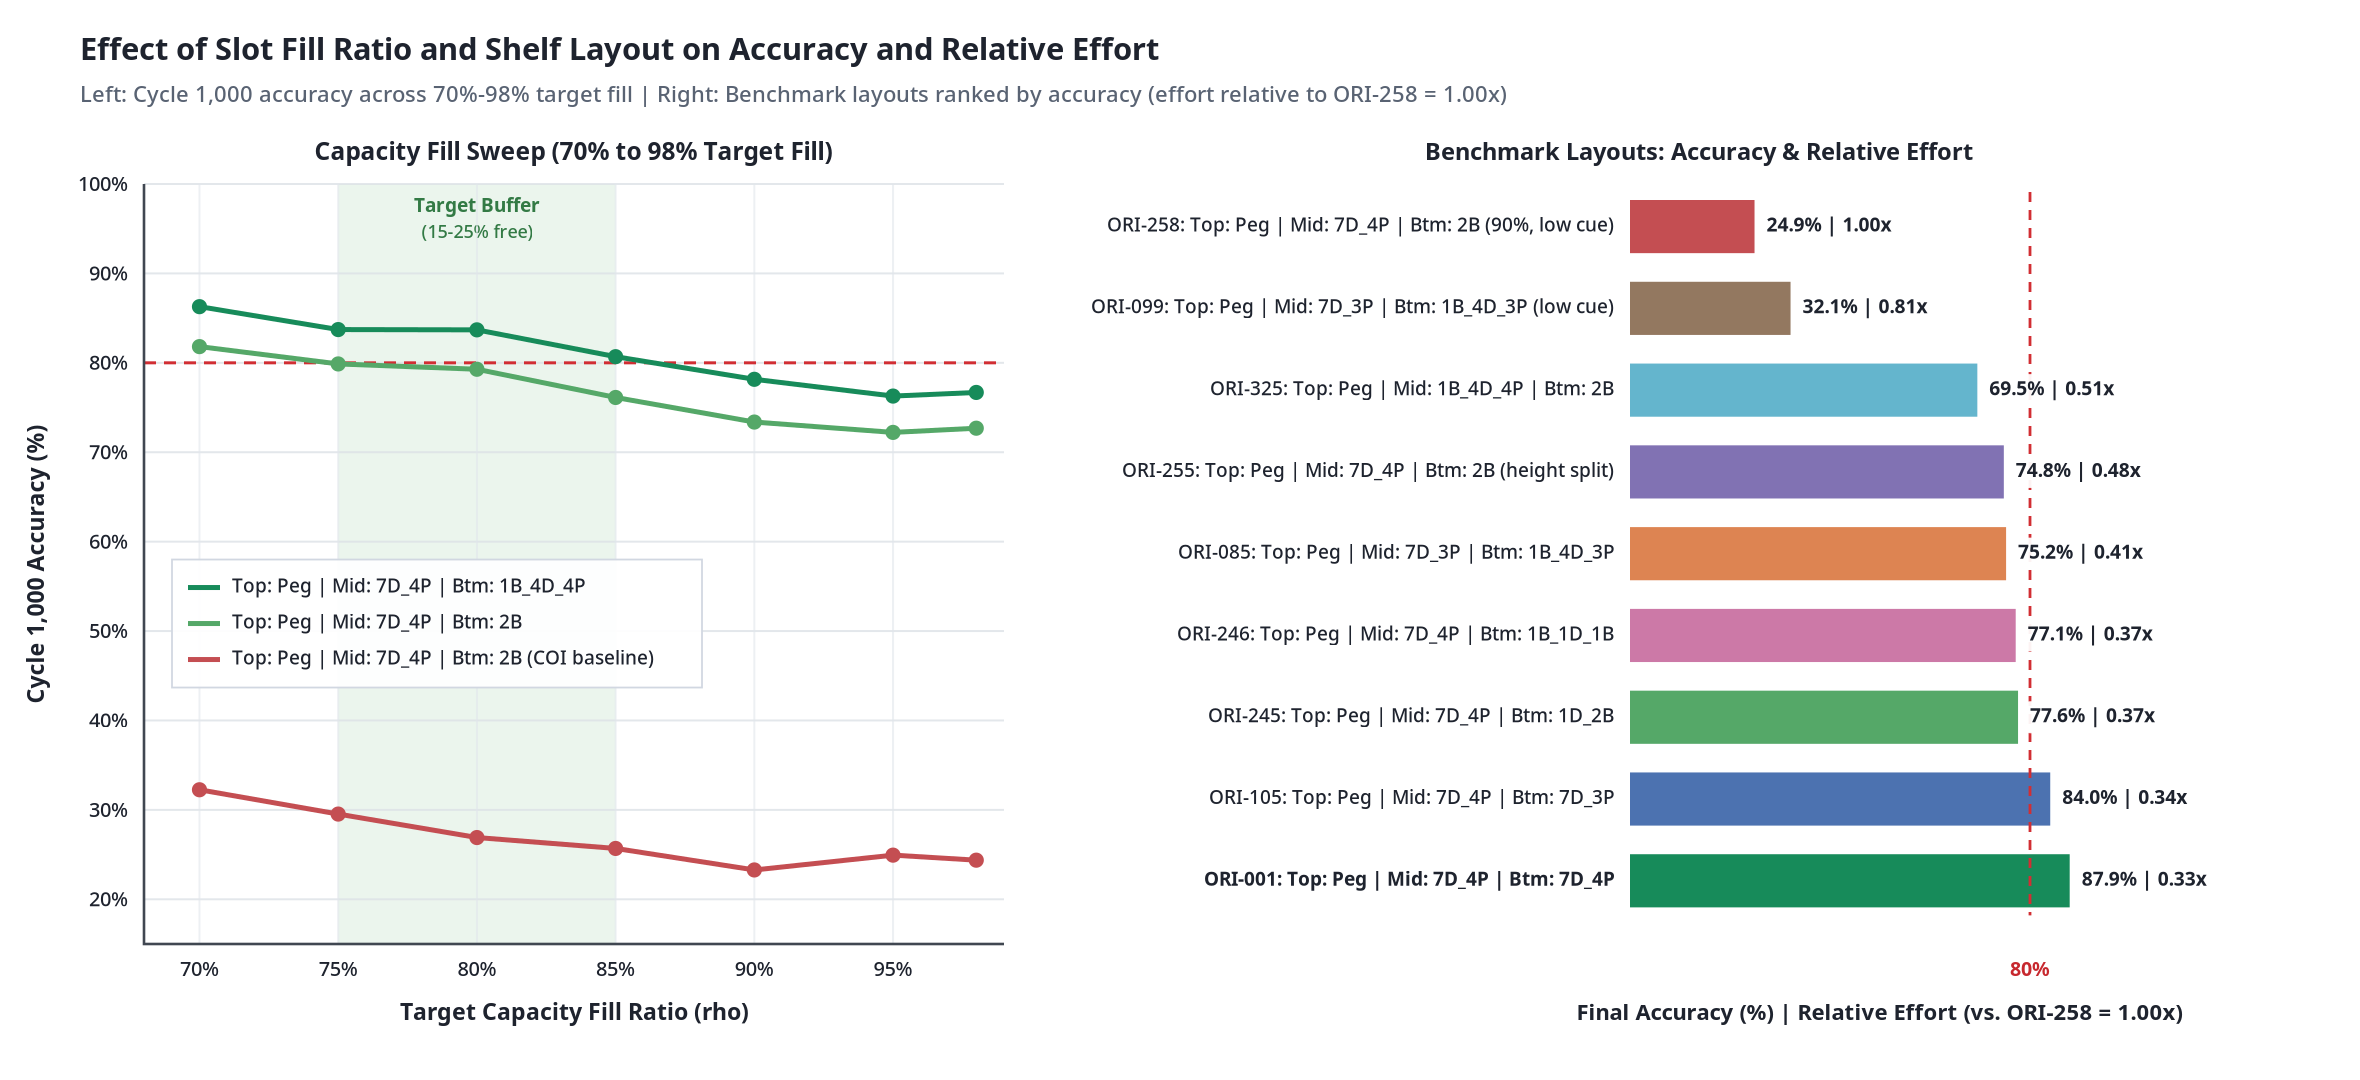 Effect of Slot Fill Ratio and Shelf Layout on Accuracy and Relative Effort
Left: Cycle 1,000 accuracy across 70%-98% target fill | Right: Benchmark layouts ranked by accuracy (effort relative to ORI-258 = 1.00x)
Capacity Fill Sweep (70% to 98% Target Fill)
100%
90%
80%
70%
60%
50%
40%
30%
20%
Cycle 1,000 Accuracy (%)
Target Buffer
(15-25% free)
Top: Peg | Mid: 7D_4P | Btm: 1B_4D_4P
Top: Peg | Mid: 7D_4P | Btm: 2B
Top: Peg | Mid: 7D_4P | Btm: 2B (COI baseline)
70%
75%
80%
85%
90%
95%
Target Capacity Fill Ratio (rho)
Benchmark Layouts: Accuracy & Relative Effort
ORI-258: Top: Peg | Mid: 7D_4P | Btm: 2B (90%, low cue)
24.9% | 1.00x
ORI-099: Top: Peg | Mid: 7D_3P | Btm: 1B_4D_3P (low cue)
32.1% | 0.81x
ORI-325: Top: Peg | Mid: 1B_4D_4P | Btm: 2B
69.5% | 0.51x
ORI-255: Top: Peg | Mid: 7D_4P | Btm: 2B (height split)
74.8% | 0.48x
ORI-085: Top: Peg | Mid: 7D_3P | Btm: 1B_4D_3P
75.2% | 0.41x
ORI-246: Top: Peg | Mid: 7D_4P | Btm: 1B_1D_1B
77.1% | 0.37x
ORI-245: Top: Peg | Mid: 7D_4P | Btm: 1D_2B
77.6% | 0.37x
ORI-105: Top: Peg | Mid: 7D_4P | Btm: 7D_3P
84.0% | 0.34x
ORI-001: Top: Peg | Mid: 7D_4P | Btm: 7D_4P
87.9% | 0.33x
80%
Final Accuracy (%) | Relative Effort (vs. ORI-258 = 1.00x)